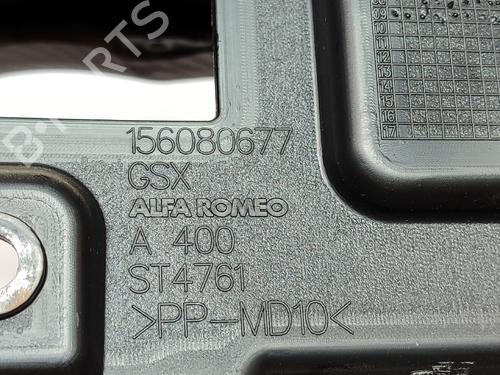 156080677
GSX
ALFA ROMEO
A 400
ST4761
>PP-MD10<
B-PARTS
09
10
11
12
13
14
15
16
17